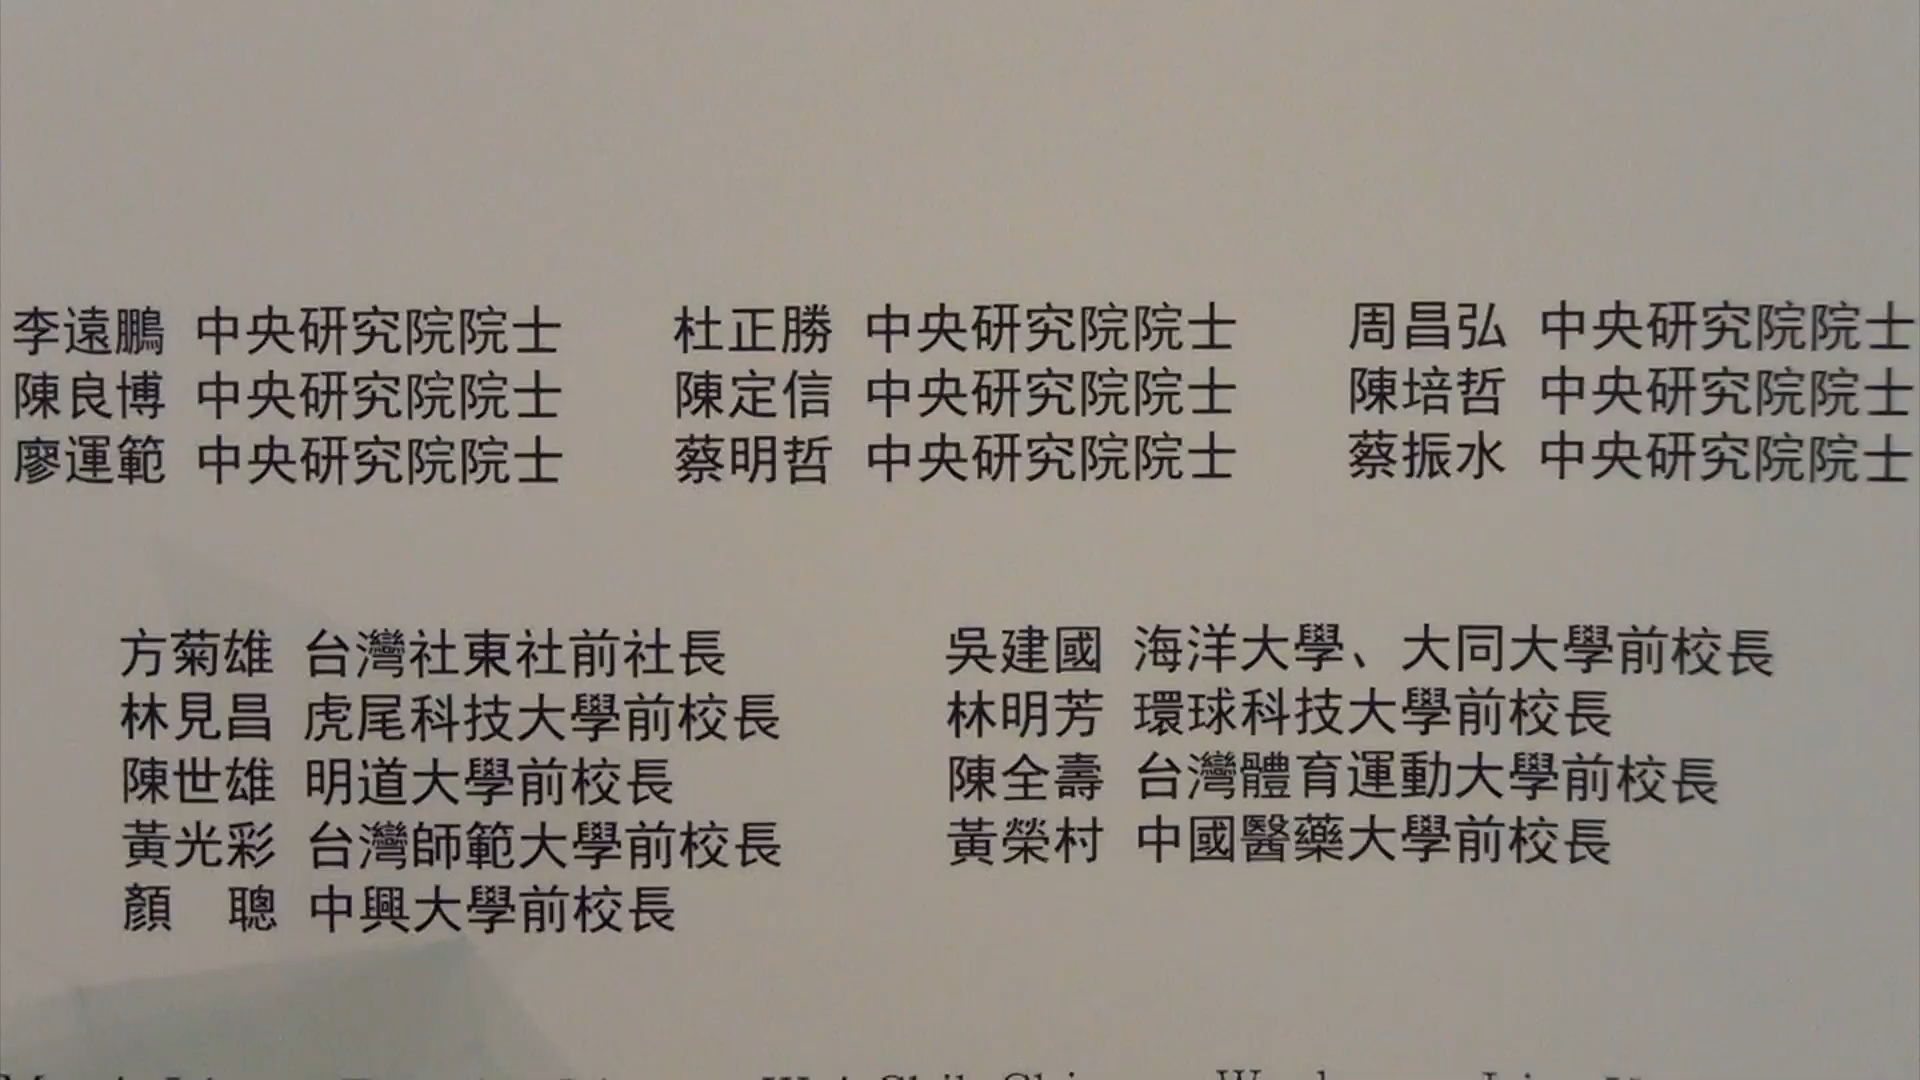 李遠鵬 中央研究院院士 杜正勝 中央研究院院士 周昌弘 中央研究院院士
陳良博 中央研究院院士 陳定信 中央研究院院士 陳培哲 中央研究院院士
廖運範 中央研究院院士 蔡明哲 中央研究院院士 蔡振水 中央研究院院士
方菊雄 台灣社東社前社長 吳建國 海洋大學、大同大學前校長
林見昌 虎尾科技大學前校長 林明芳 環球科技大學前校長
陳世雄 明道大學前校長 陳全壽 台灣體育運動大學前校長
黃光彩 台灣師範大學前校長 黃榮村 中國醫藥大學前校長
顏 聰 中興大學前校長